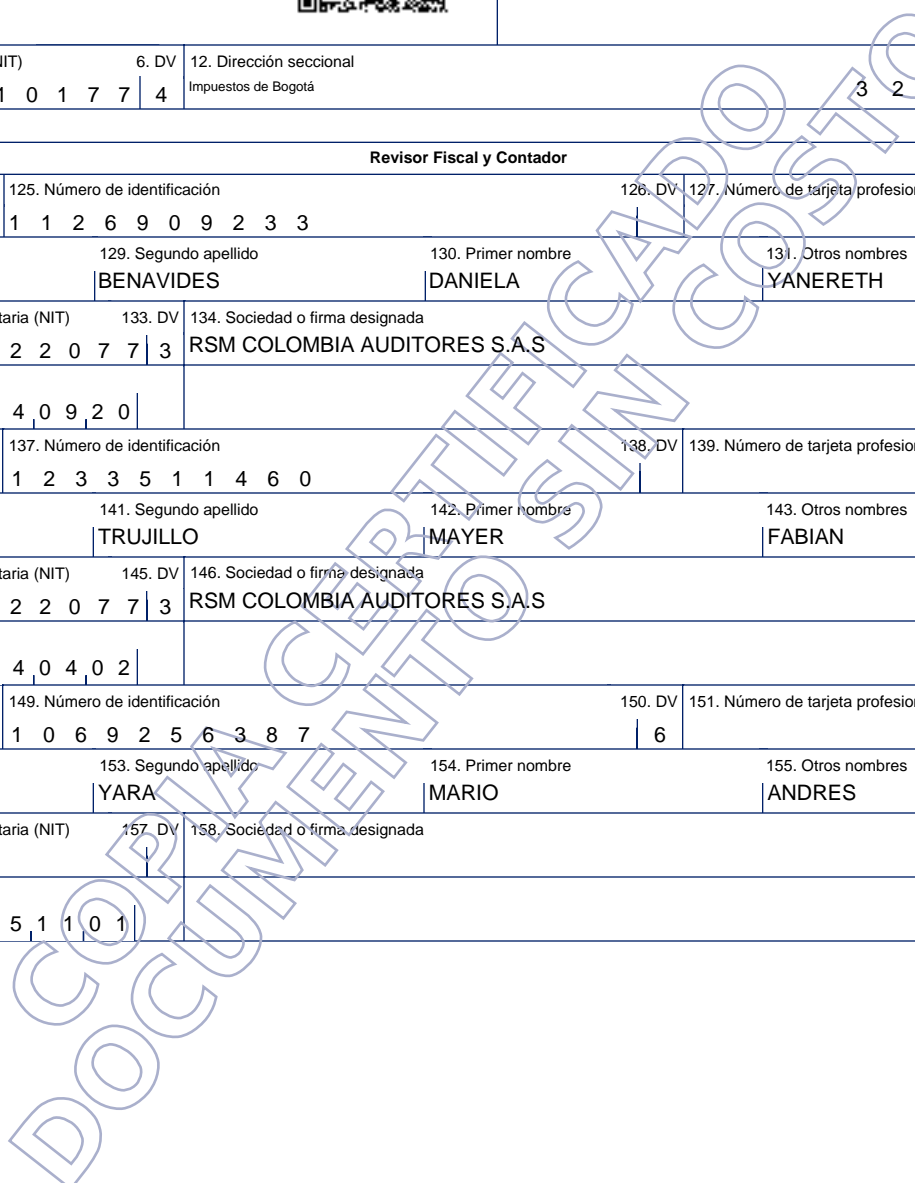 NIT) 6. DV 12. Dirección seccional
1 0 1 7 7 4 Impuestos de Bogotá 3 2
Revisor Fiscal y Contador
125. Número de identificación 126. DV 127. Número de tarjeta profesion
1 1 2 6 9 0 9 2 3 3
129. Segundo apellido 130. Primer nombre 131. Otros nombres
BENAVIDES DANIELA YANERETH
taria (NIT) 133. DV 134. Sociedad o firma designada
2 2 0 7 7 3 RSM COLOMBIA AUDITORES S.A.S
4 0 9 2 0
137. Número de identificación 138. DV 139. Número de tarjeta profesion
1 2 3 3 5 1 1 4 6 0
141. Segundo apellido 142. Primer nombre 143. Otros nombres
TRUJILLO MAYER FABIAN
taria (NIT) 145. DV 146. Sociedad o firma designada
2 2 0 7 7 3 RSM COLOMBIA AUDITORES S.A.S
4 0 4 0 2
149. Número de identificación 150. DV 151. Número de tarjeta profesion
1 0 6 9 2 5 6 3 8 7 6
153. Segundo apellido 154. Primer nombre 155. Otros nombres
YARA MARIO ANDRES
taria (NIT) 157. DV 158. Sociedad o firma designada
5 1 1 0 1
COPIA CERTIFICADO
DOCUMENTO SIN COSTO